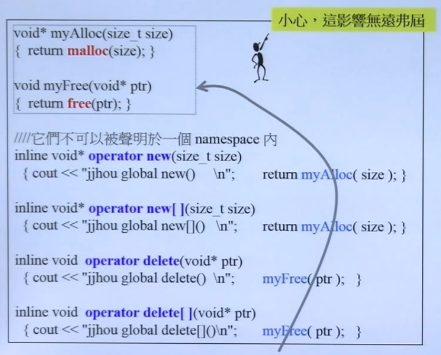 小心，這影響無遠弗屆
void* myAlloc(size_t size)
{ return malloc(size); }
void myFree(void* ptr)
{ return free(ptr); }
////它們不可以被聲明於一個 namespace 內
inline void* operator new(size_t size)
{ cout << "jjhou global new() \n"; return myAlloc( size ); }
inline void* operator new[ ](size_t size)
{ cout << "jjhou global new[]() \n"; return myAlloc( size ); }
inline void operator delete(void* ptr)
{ cout << "jjhou global delete() \n"; myFree( ptr ); }
inline void operator delete[ ](void* ptr)
{ cout << "jjhou global delete[]()\n"; myFree( ptr ); }